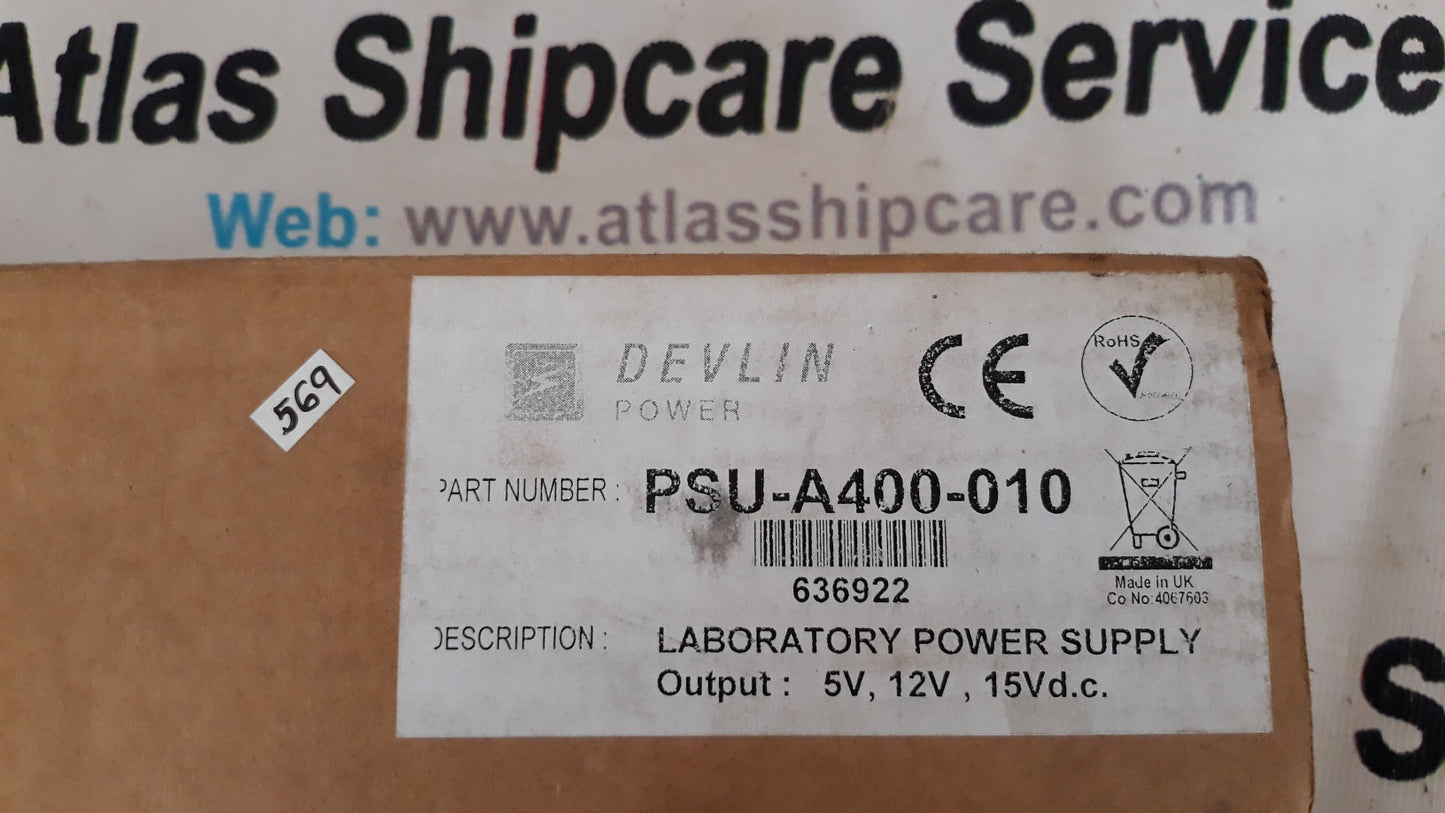 Atlas Shipcare Service
Web: www.atlasshipcare.com
569
DEVLIN
POWER
CE
RoHS
PART NUMBER : PSU-A400-010
636922
Made in UK
Co No:4067603
DESCRIPTION : LABORATORY POWER SUPPLY
Output : 5V, 12V , 15Vd.c.
S